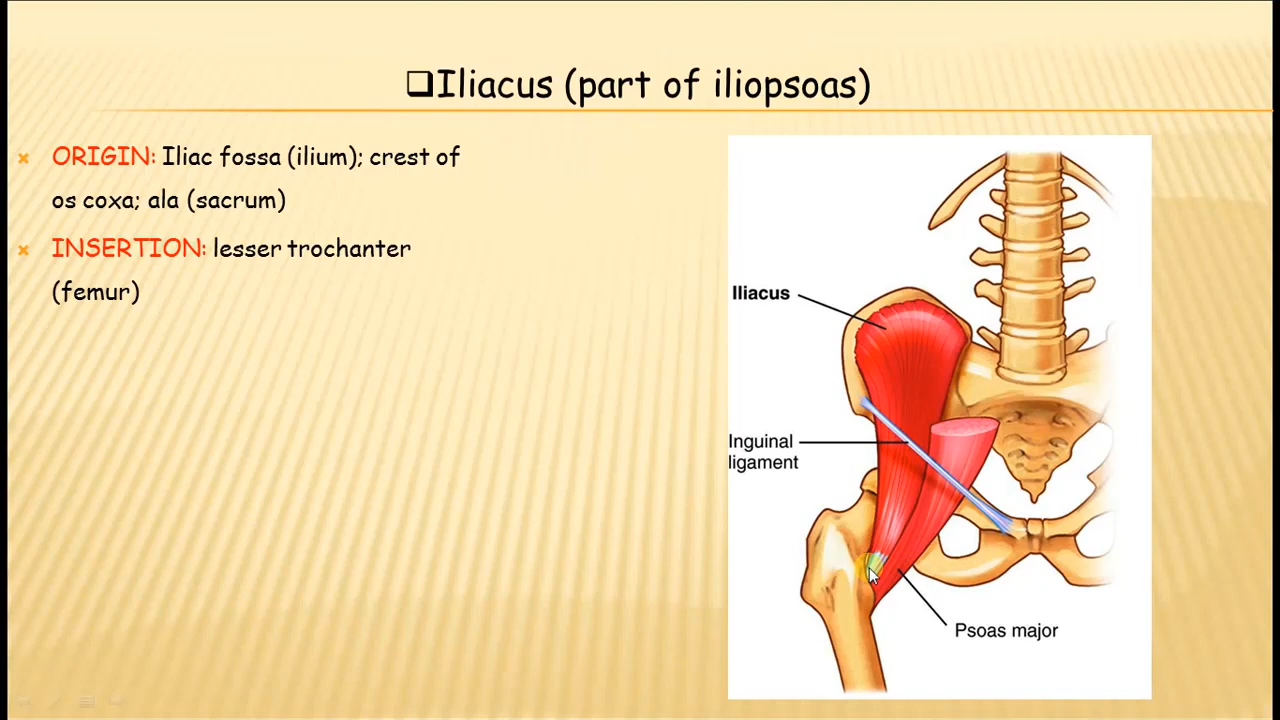 ❑Iliacus (part of iliopsoas)
ORIGIN: Iliac fossa (ilium); crest of
os coxa; ala (sacrum)
INSERTION: lesser trochanter
(femur)
Iliacus
Inguinal
ligament
Psoas major